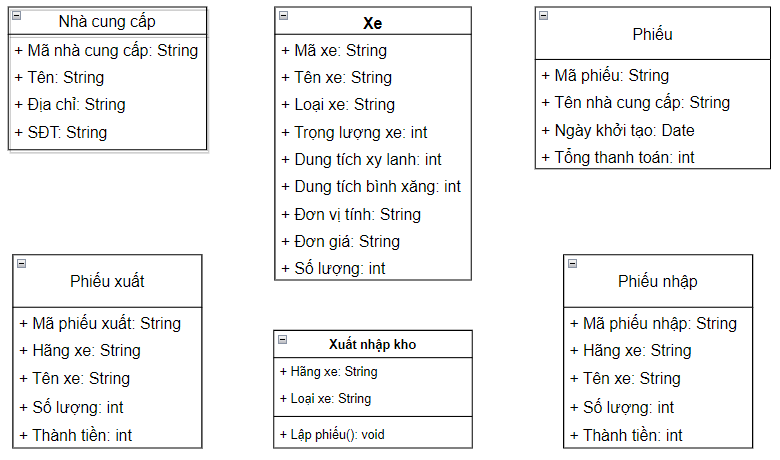 Nhà cung cấp
+ Mã nhà cung cấp: String
+ Tên: String
+ Địa chỉ: String
+ SĐT: String
Xe
+ Mã xe: String
+ Tên xe: String
+ Loại xe: String
+ Trọng lượng xe: int
+ Dung tích xy lanh: int
+ Dung tích bình xăng: int
+ Đơn vị tính: String
+ Đơn giá: String
+ Số lượng: int
Phiếu
+ Mã phiếu: String
+ Tên nhà cung cấp: String
+ Ngày khởi tạo: Date
+ Tổng thanh toán: int
Phiếu xuất
+ Mã phiếu xuất: String
+ Hãng xe: String
+ Tên xe: String
+ Số lượng: int
+ Thành tiền: int
Xuất nhập kho
+ Hãng xe: String
+ Loại xe: String
+ Lập phiếu(): void
Phiếu nhập
+ Mã phiếu nhập: String
+ Hãng xe: String
+ Tên xe: String
+ Số lượng: int
+ Thành tiền: int